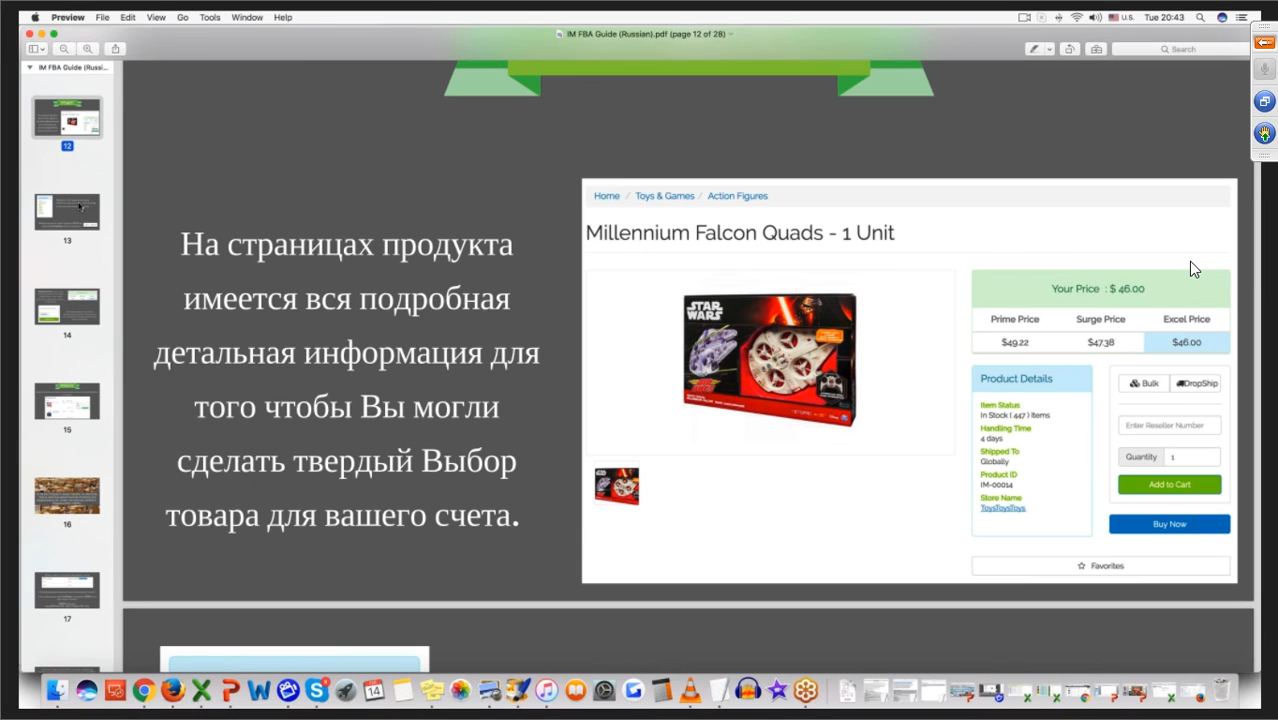 Preview File Edit View Go Tools Window Help
U.S. Tue 20:43
IM FBA Guide (Russian).pdf (page 12 of 28)
Search
IM FBA Guide (Russi...
12
13
14
15
16
17
На страницах продукта
имеется вся подробная
детальная информация для
того чтобы Вы могли
сделать твердый Выбор
товара для вашего счета.
Home / Toys & Games / Action Figures
Millennium Falcon Quads - 1 Unit
STAR WARS
AIR HOGS
Your Price : $ 46.00
Prime Price Surge Price Excel Price
$49.22 $47.38 $46.00
Product Details
Item Status
In Stock ( 447 ) Items
Handling Time
4 days
Shipped To
Globally
Product ID
IM-00014
Store Name
ToysToysToys
Bulk DropShip
Enter Reseller Number
Quantity 1
Add to Cart
Buy Now
Favorites
14